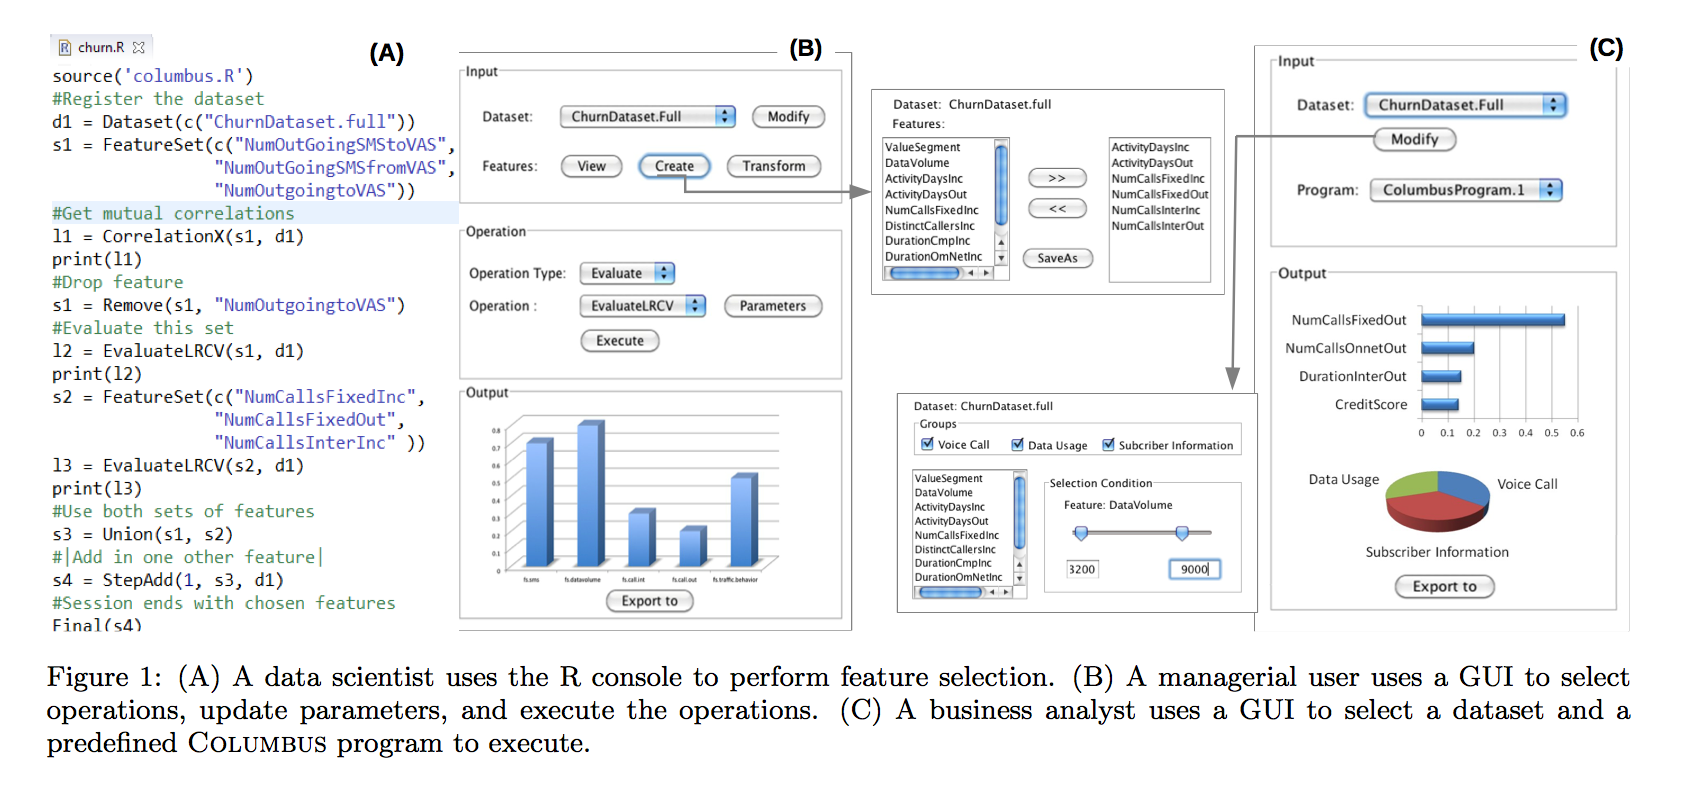 churn.R
(A)
source('columbus.R')
#Register the dataset
d1 = Dataset(c("ChurnDataset.full"))
s1 = FeatureSet(c("NumOutGoingSMStoVAS",
"NumOutGoingSMSfromVAS",
"NumOutgoingtoVAS"))
#Get mutual correlations
l1 = CorrelationX(s1, d1)
print(l1)
#Drop feature
s1 = Remove(s1, "NumOutgoingtoVAS")
#Evaluate this set
l2 = EvaluateLRCV(s1, d1)
print(l2)
s2 = FeatureSet(c("NumCallsFixedInc",
"NumCallsFixedOut",
"NumCallsInterInc" ))
l3 = EvaluateLRCV(s2, d1)
print(l3)
#Use both sets of features
s3 = Union(s1, s2)
#|Add in one other feature|
s4 = StepAdd(1, s3, d1)
#Session ends with chosen features
Final(s4)
(B)
Input
Dataset: ChurnDataset.Full Modify
Features: View Create Transform
Operation
Operation Type: Evaluate
Operation : EvaluateLRCV Parameters
Execute
Output
0.8
0.7
0.6
0.5
0.4
0.3
0.2
0.1
0
fs.sms fs.datavolume fs.call.int fs.call.out fs.traffic.behavior
Export to
Dataset: ChurnDataset.full
Features:
ValueSegment
DataVolume
ActivityDaysInc
ActivityDaysOut
NumCallsFixedInc
DistinctCallersInc
DurationCmpInc
DurationOmNetInc
>>
<<
SaveAs
ActivityDaysInc
ActivityDaysOut
NumCallsFixedInc
NumCallsFixedOut
NumCallsInterInc
NumCallsInterOut
Dataset: ChurnDataset.full
Groups
Voice Call Data Usage Subcriber Information
ValueSegment
DataVolume
ActivityDaysInc
ActivityDaysOut
NumCallsFixedInc
DistinctCallersInc
DurationCmpInc
DurationOmNetInc
Selection Condition
Feature: DataVolume
3200 9000
(C)
Input
Dataset: ChurnDataset.Full
Modify
Program: ColumbusProgram.1
Output
NumCallsFixedOut
NumCallsOnnetOut
DurationInterOut
CreditScore
0 0.1 0.2 0.3 0.4 0.5 0.6
Data Usage
Voice Call
Subscriber Information
Export to
Figure 1: (A) A data scientist uses the R console to perform feature selection. (B) A managerial user uses a GUI to select
operations, update parameters, and execute the operations. (C) A business analyst uses a GUI to select a dataset and a
predefined COLUMBUS program to execute.